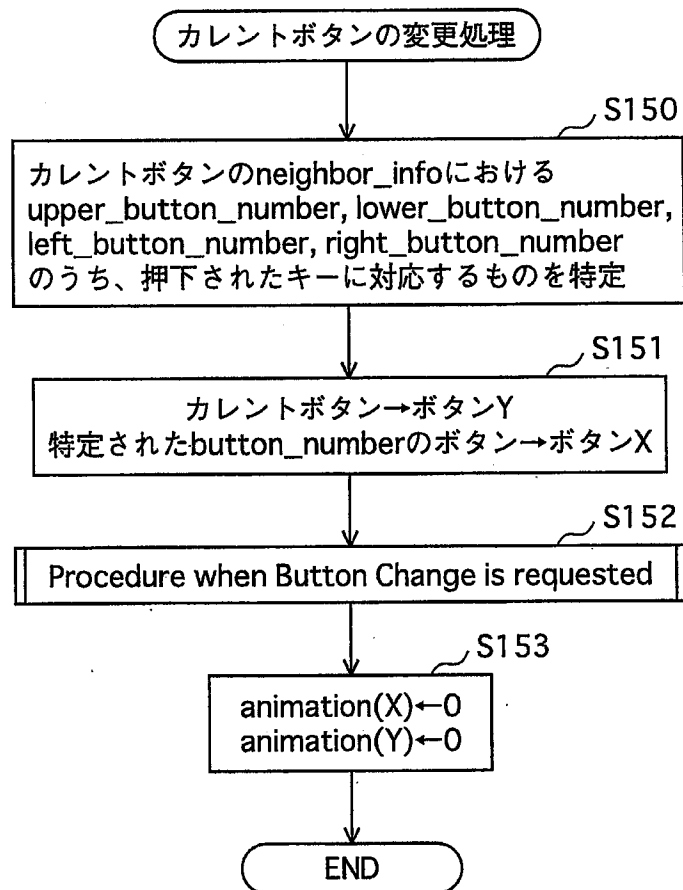 カレントボタンの変更処理
S150
カレントボタンのneighbor_infoにおける
upper_button_number, lower_button_number,
left_button_number, right_button_number
のうち、押下されたキーに対応するものを特定
S151
カレントボタン→ボタンY
特定されたbutton_numberのボタン→ボタンX
S152
Procedure when Button Change is requested
S153
animation(X)←0
animation(Y)←0
END